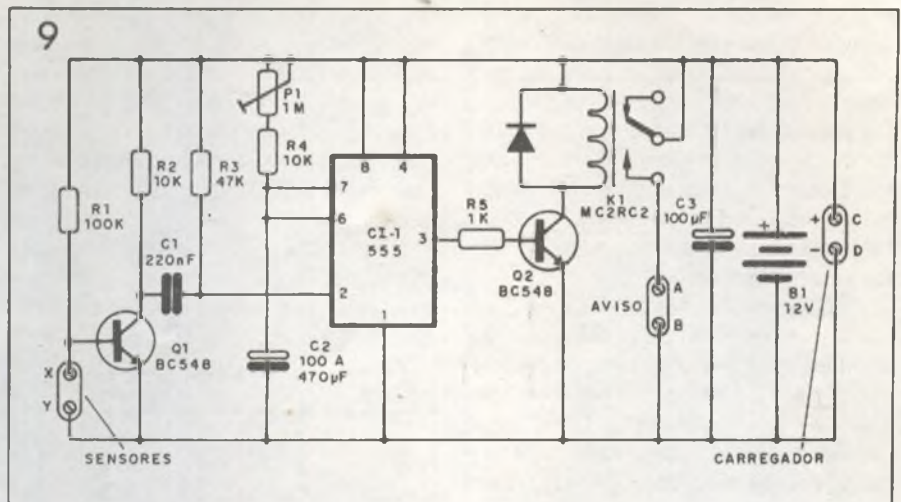 9
P1
1M
R1
100K
R2
10K
R3
47K
R4
10K
C1
220nF
8
4
7
6
3
2
1
CI-1
555
R5
1K
Q1
BC548
Q2
BC548
K1
MC2RC2
C2
100 A
470µF
C3
100µF
+
B1
12V
+
C
-
D
X
Y
AVISO
A
B
SENSORES
CARREGADOR